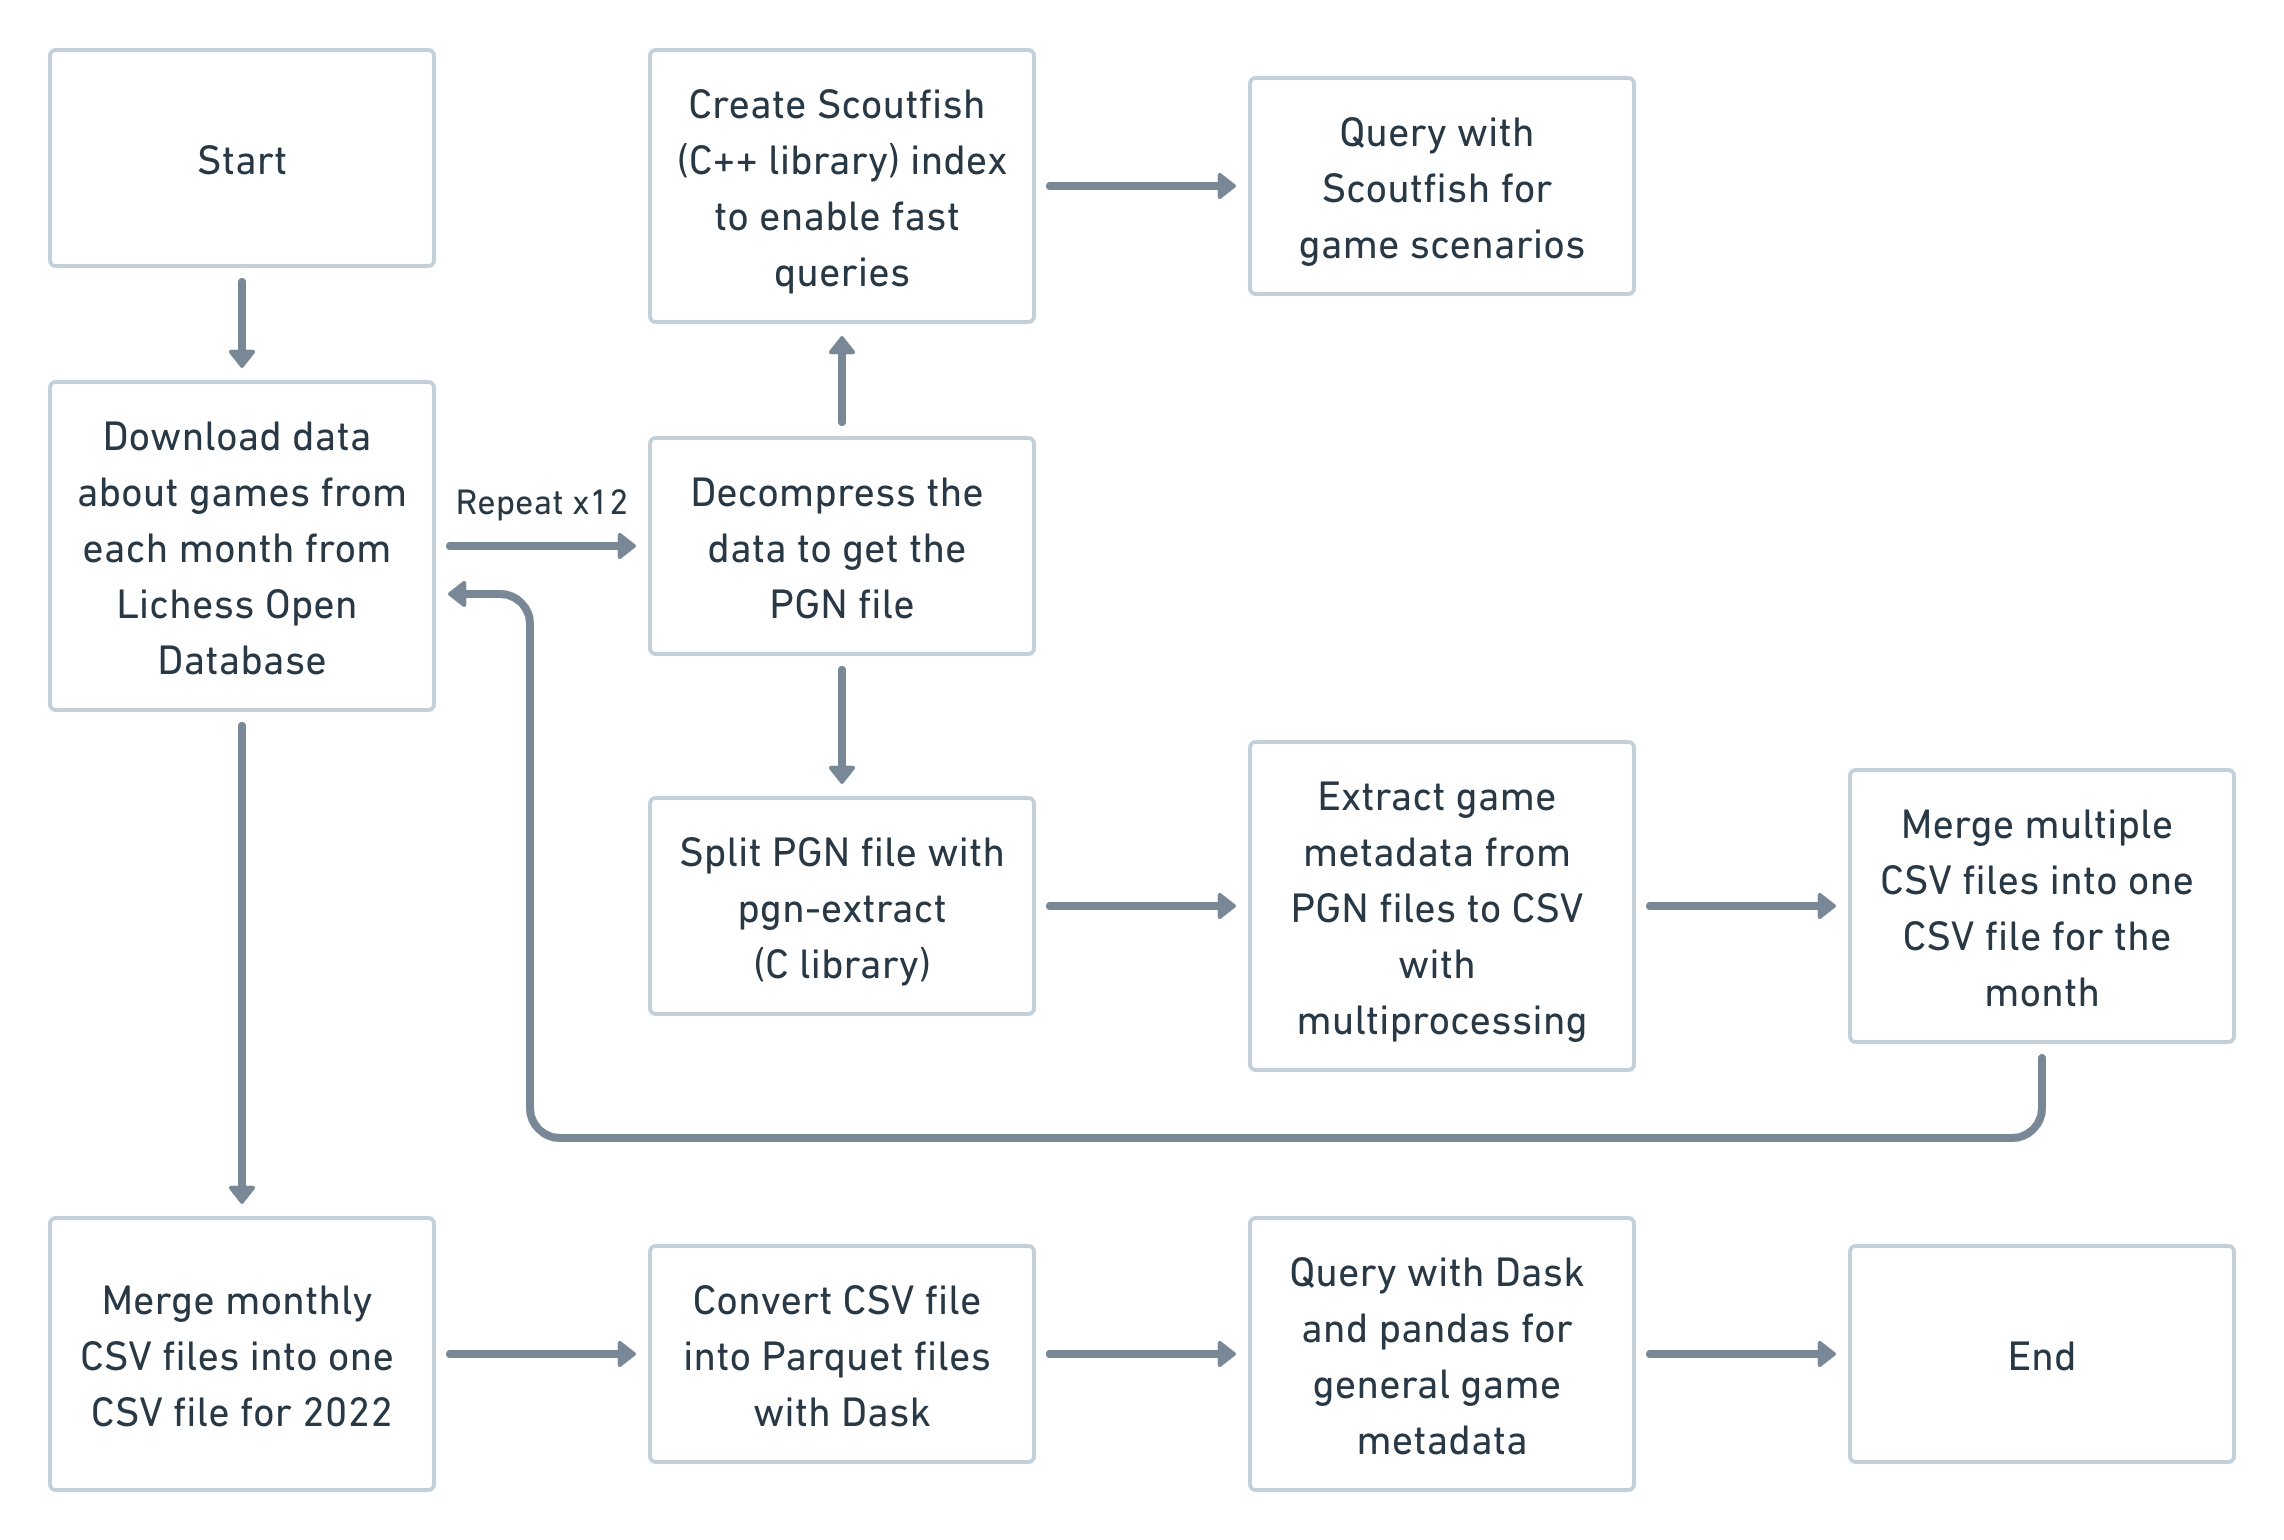 Start
Create Scoutfish
(C++ library) index
to enable fast
queries
Query with
Scoutfish for
game scenarios
Download data
about games from
each month from
Lichess Open
Database
Repeat x12
Decompress the
data to get the
PGN file
Split PGN file with
pgn-extract
(C library)
Extract game
metadata from
PGN files to CSV
with
multiprocessing
Merge multiple
CSV files into one
CSV file for the
month
Merge monthly
CSV files into one
CSV file for 2022
Convert CSV file
into Parquet files
with Dask
Query with Dask
and pandas for
general game
metadata
End